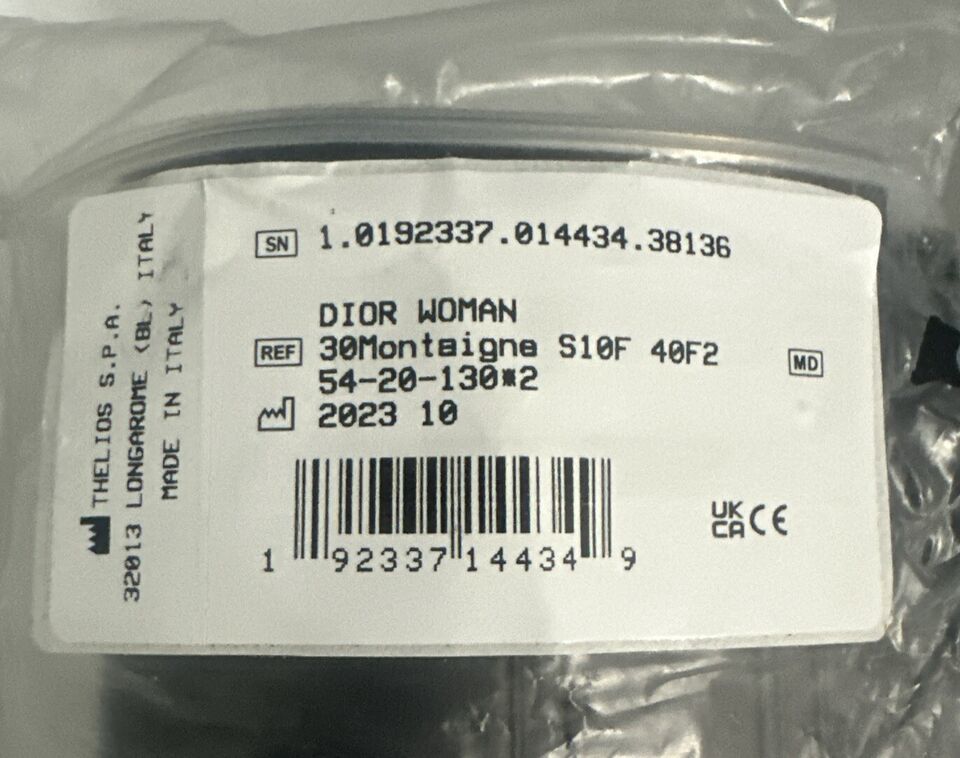 THELIOS S.P.A.
32013 LONGAROME (BL) ITALY
MADE IN ITALY
SN 1.0192337.014434.38136
DIOR WOMAN
REF 30Montaigne S10F 40F2
MD
54-20-130*2
2023 10
UK
CA CE
1 92337 14434 9